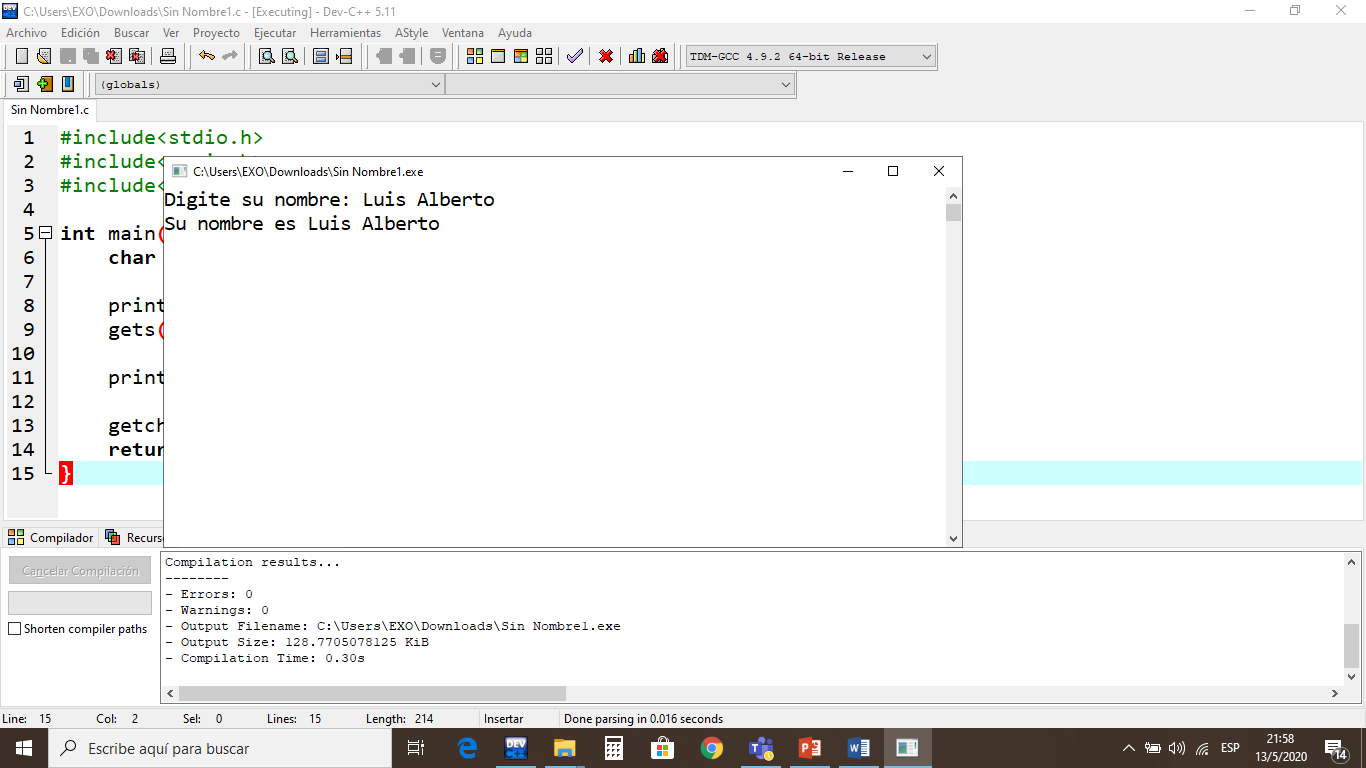 C:\Users\EXO\Downloads\Sin Nombre1.c - [Executing] - Dev-C++ 5.11
Archivo Edición Buscar Ver Proyecto Ejecutar Herramientas AStyle Ventana Ayuda
TDM-GCC 4.9.2 64-bit Release
(globals)
Sin Nombre1.c
1 #include<stdio.h>
2 #include<
3 #include<
4
5 int main(
6 char
7
8 print
9 gets(
10
11 print
12
13 getch
14 retur
15 }
C:\Users\EXO\Downloads\Sin Nombre1.exe
Digite su nombre: Luis Alberto
Su nombre es Luis Alberto
Compilador Recurs
Cancelar Compilación
Shorten compiler paths
Compilation results...
--------
- Errors: 0
- Warnings: 0
- Output Filename: C:\Users\EXO\Downloads\Sin Nombre1.exe
- Output Size: 128.7705078125 KiB
- Compilation Time: 0.30s
Line: 15 Col: 2 Sel: 0 Lines: 15 Length: 214 Insertar Done parsing in 0.016 seconds
Escribe aquí para buscar
DEV
ESP
21:58
13/5/2020
14